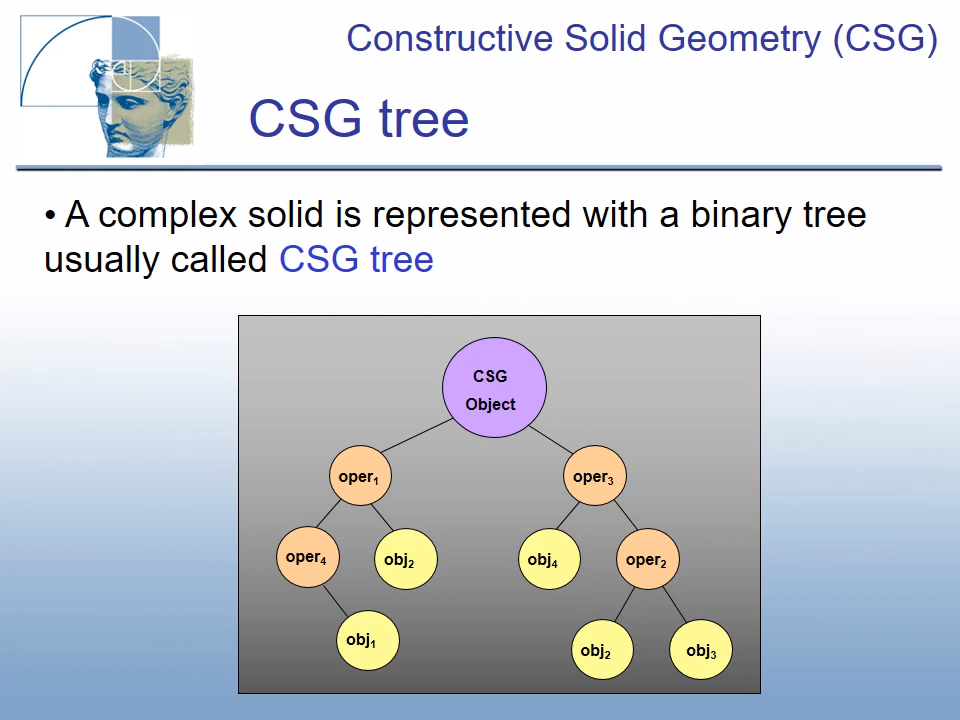 Constructive Solid Geometry (CSG)
CSG tree
• A complex solid is represented with a binary tree
usually called CSG tree
CSG
Object
oper₁
oper₃
oper₄
obj₂
obj₄
oper₂
obj₁
obj₂
obj₃